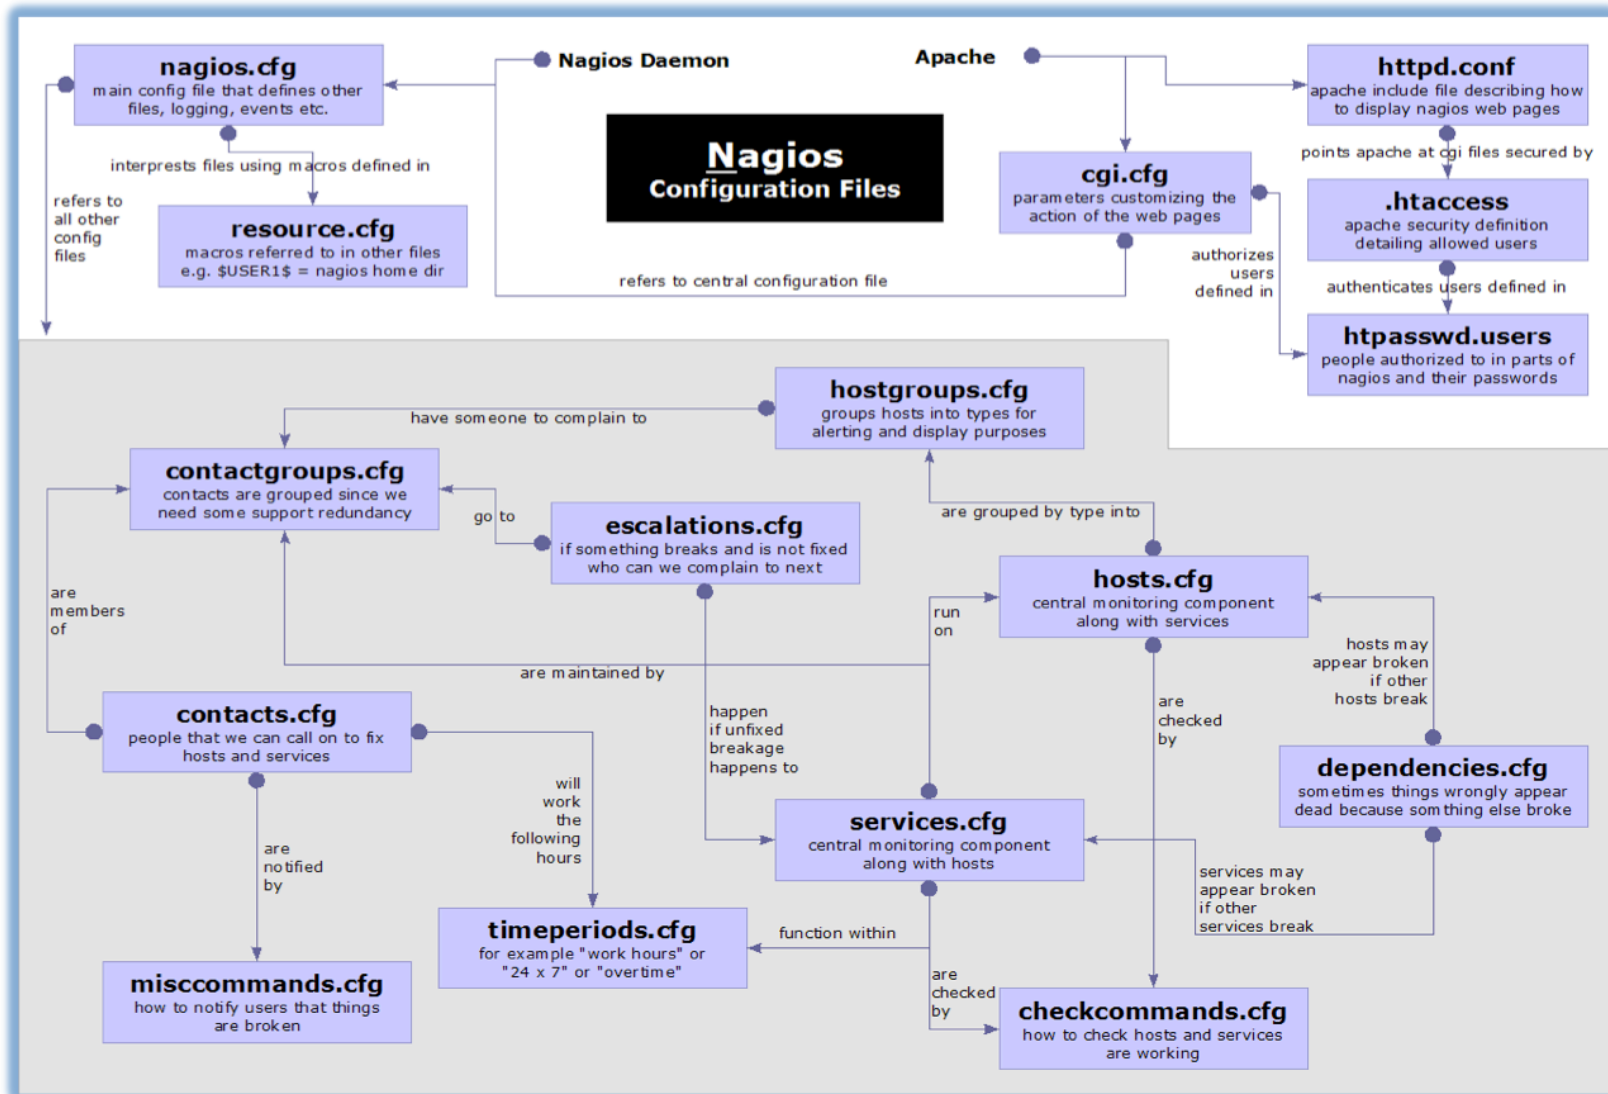 Nagios Daemon
Apache
nagios.cfg
main config file that defines other
files, logging, events etc.
httpd.conf
apache include file describing how
to display nagios web pages
Nagios
Configuration Files
interprests files using macros defined in
points apache at cgi files secured by
cgi.cfg
parameters customizing the
action of the web pages
refers to
all other
config
files
resource.cfg
macros referred to in other files
e.g. $USER1$ = nagios home dir
.htaccess
apache security definition
detailing allowed users
refers to central configuration file
authorizes
users
defined in
authenticates users defined in
htpasswd.users
people authorized to in parts of
nagios and their passwords
hostgroups.cfg
groups hosts into types for
alerting and display purposes
have someone to complain to
contactgroups.cfg
contacts are grouped since we
need some support redundancy
go to
escalations.cfg
if something breaks and is not fixed
who can we complain to next
are grouped by type into
hosts.cfg
central monitoring component
along with services
are
members
of
run
on
are maintained by
hosts may
appear broken
if other
hosts break
contacts.cfg
people that we can call on to fix
hosts and services
happen
if unfixed
breakage
happens to
are
checked
by
dependencies.cfg
sometimes things wrongly appear
dead because somthing else broke
will
work
the
following
hours
services.cfg
central monitoring component
along with hosts
are
notified
by
services may
appear broken
if other
services break
timeperiods.cfg
for example "work hours" or
"24 x 7" or "overtime"
function within
are
checked
by
misccommands.cfg
how to notify users that things
are broken
checkcommands.cfg
how to check hosts and services
are working